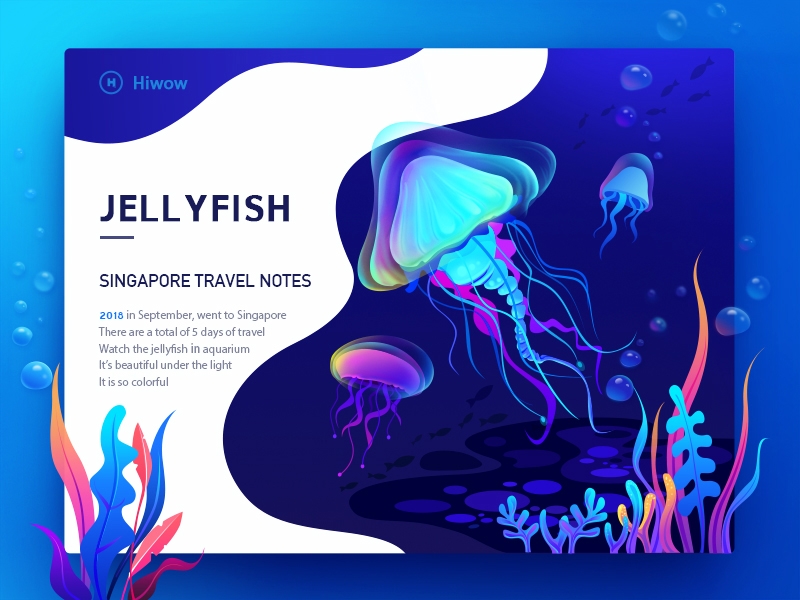 H Hiwow
JELLYFISH
SINGAPORE TRAVEL NOTES
2018 in September, went to Singapore
There are a total of 5 days of travel
Watch the jellyfish in aquarium
It's beautiful under the light
It is so colorful